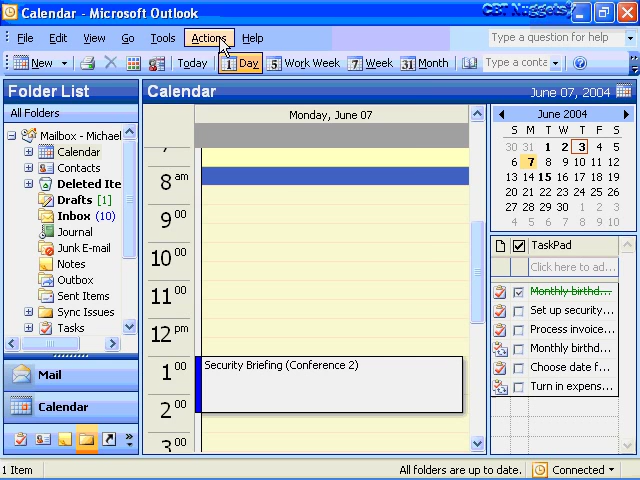 Calendar - Microsoft Outlook
CBT Nuggets
File Edit View Go Tools Actions Help Type a question for help
New Today 1 Day 5 Work Week 7 Week 31 Month Type a conta
Folder List
All Folders
Mailbox - Michael
Calendar
Contacts
Deleted Ite
Drafts [1]
Inbox (10)
Journal
Junk E-mail
Notes
Outbox
Sent Items
Sync Issues
Tasks
Mail
Calendar
Calendar June 07, 2004
Monday, June 07
8 am
9 00
10 00
11 00
12 pm
1 00
Security Briefing (Conference 2)
2 00
June 2004
S M T W T F S
30 31 1 2 3 4 5
6 7 8 9 10 11 12
13 14 15 16 17 18 19
20 21 22 23 24 25 26
27 28 29 30 1 2 3
4 5 6 7 8 9 10
TaskPad
Click here to ad...
Monthly birthd...
Set up security...
Process invoice...
Monthly birthd...
Choose date f...
Turn in expens...
1 Item
All folders are up to date. Connected